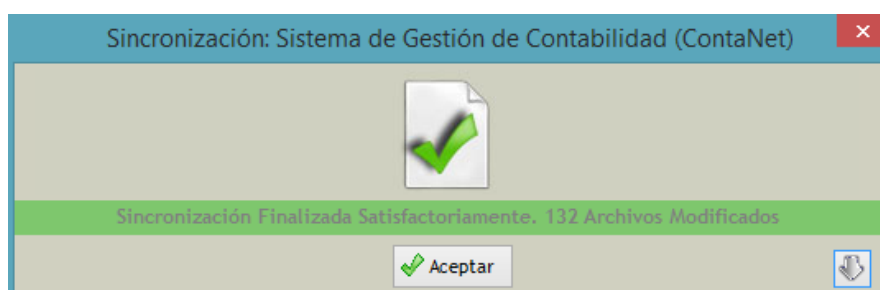 Sincronización: Sistema de Gestión de Contabilidad (ContaNet)
Sincronización Finalizada Satisfactoriamente. 132 Archivos Modificados
Aceptar